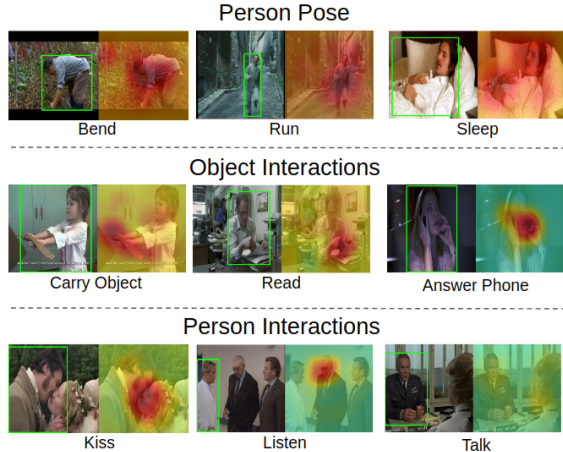 Person Pose
Bend
Run
Sleep
Object Interactions
Carry Object
Read
Answer Phone
Person Interactions
Kiss
Listen
Talk